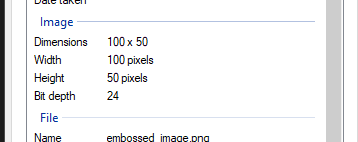 Date taken
Image
Dimensions 100 x 50
Width 100 pixels
Height 50 pixels
Bit depth 24
File
Name embossed_image.png